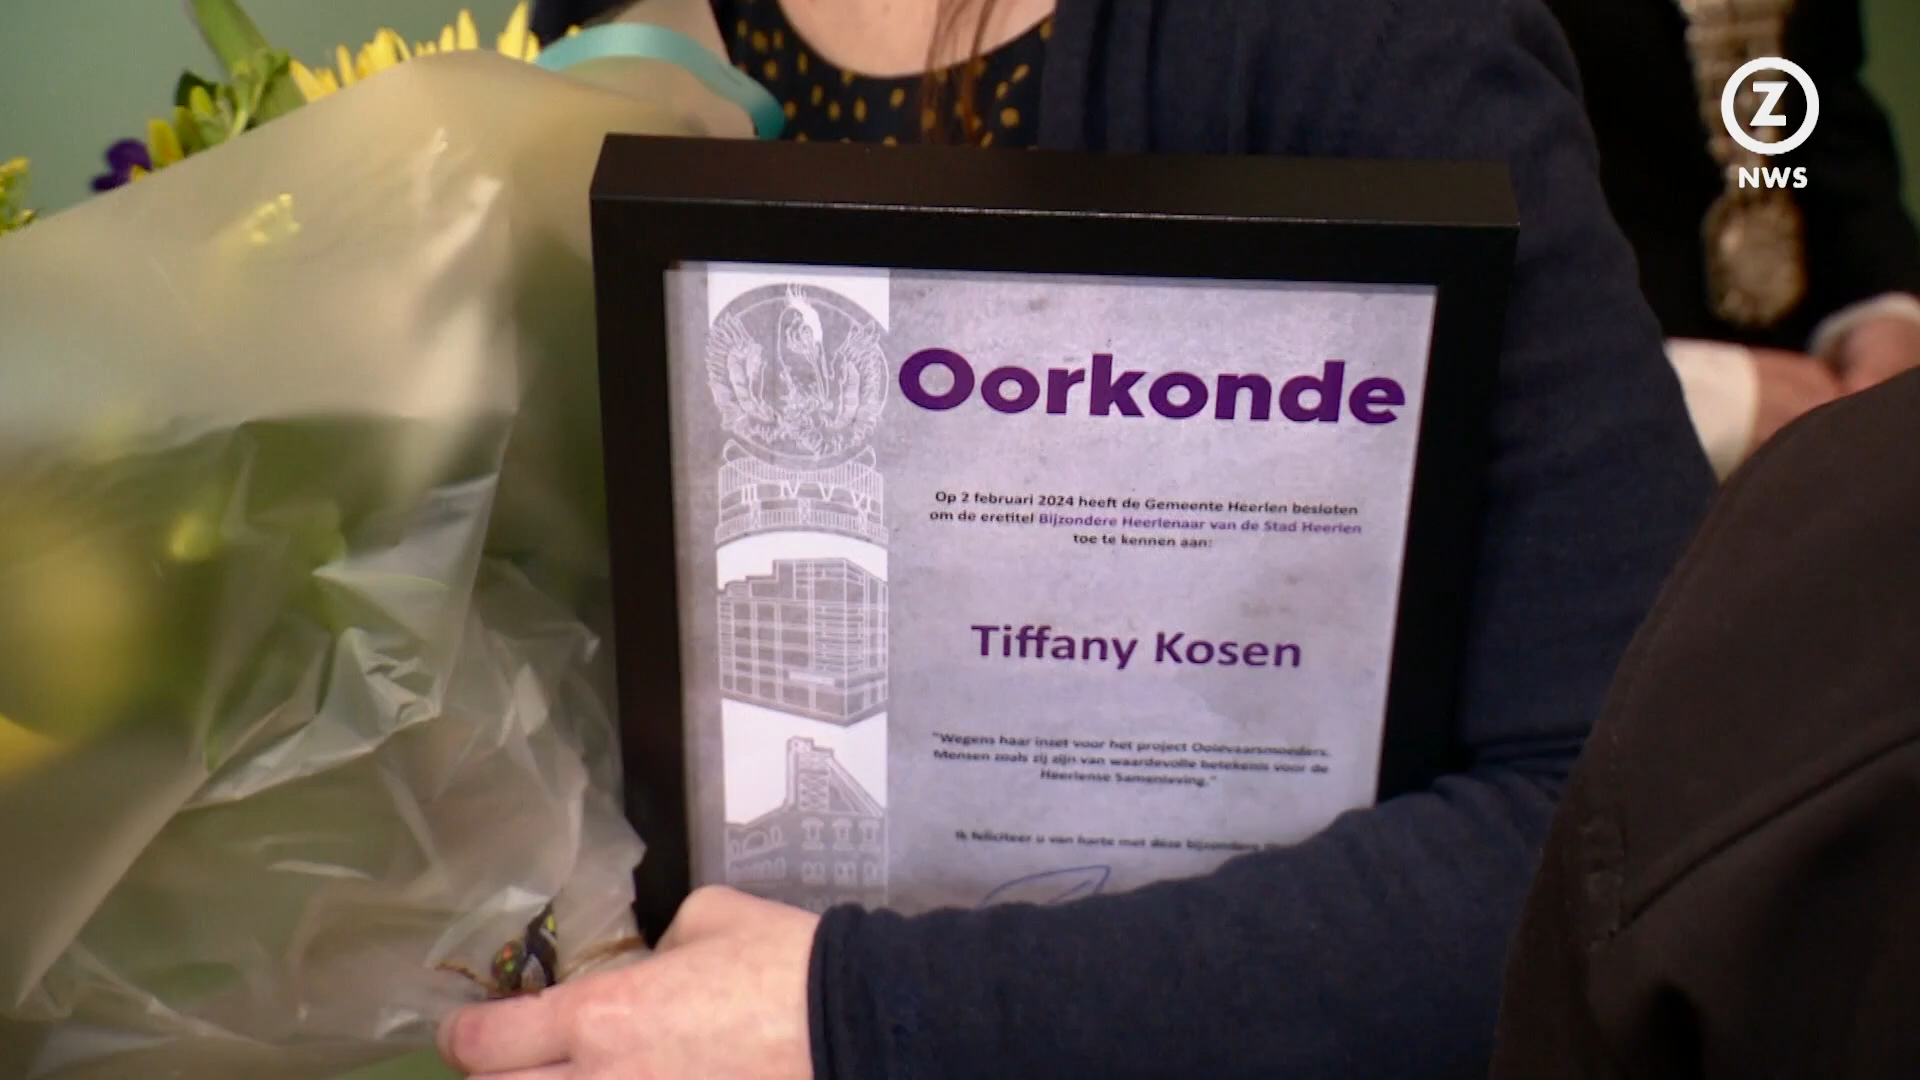 Z
NWS
Oorkonde
Op 2 februari 2024 heeft de Gemeente Heerlen besloten
om de eretitel Bijzondere Heerlenaar van de Stad Heerlen
toe te kennen aan:
Tiffany Kosen
"Wegens haar inzet voor het project Ooievaarsmoeders.
Mensen zoals zij zijn van waardevolle betekenis voor de
Heerlense Samenleving."
Ik feliciteer u van harte met deze bijzondere